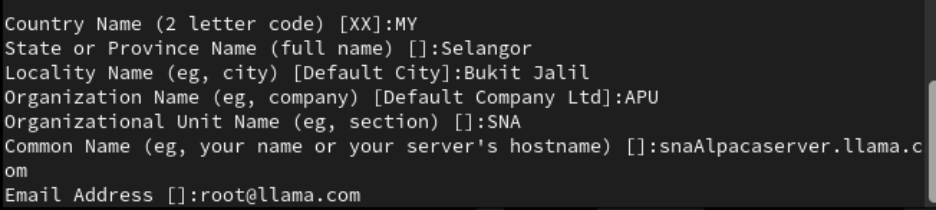 Country Name (2 letter code) [XX]:MY
State or Province Name (full name) []:Selangor
Locality Name (eg, city) [Default City]:Bukit Jalil
Organization Name (eg, company) [Default Company Ltd]:APU
Organizational Unit Name (eg, section) []:SNA
Common Name (eg, your name or your server's hostname) []:snaAlpacaserver.llama.c
om
Email Address []:root@llama.com